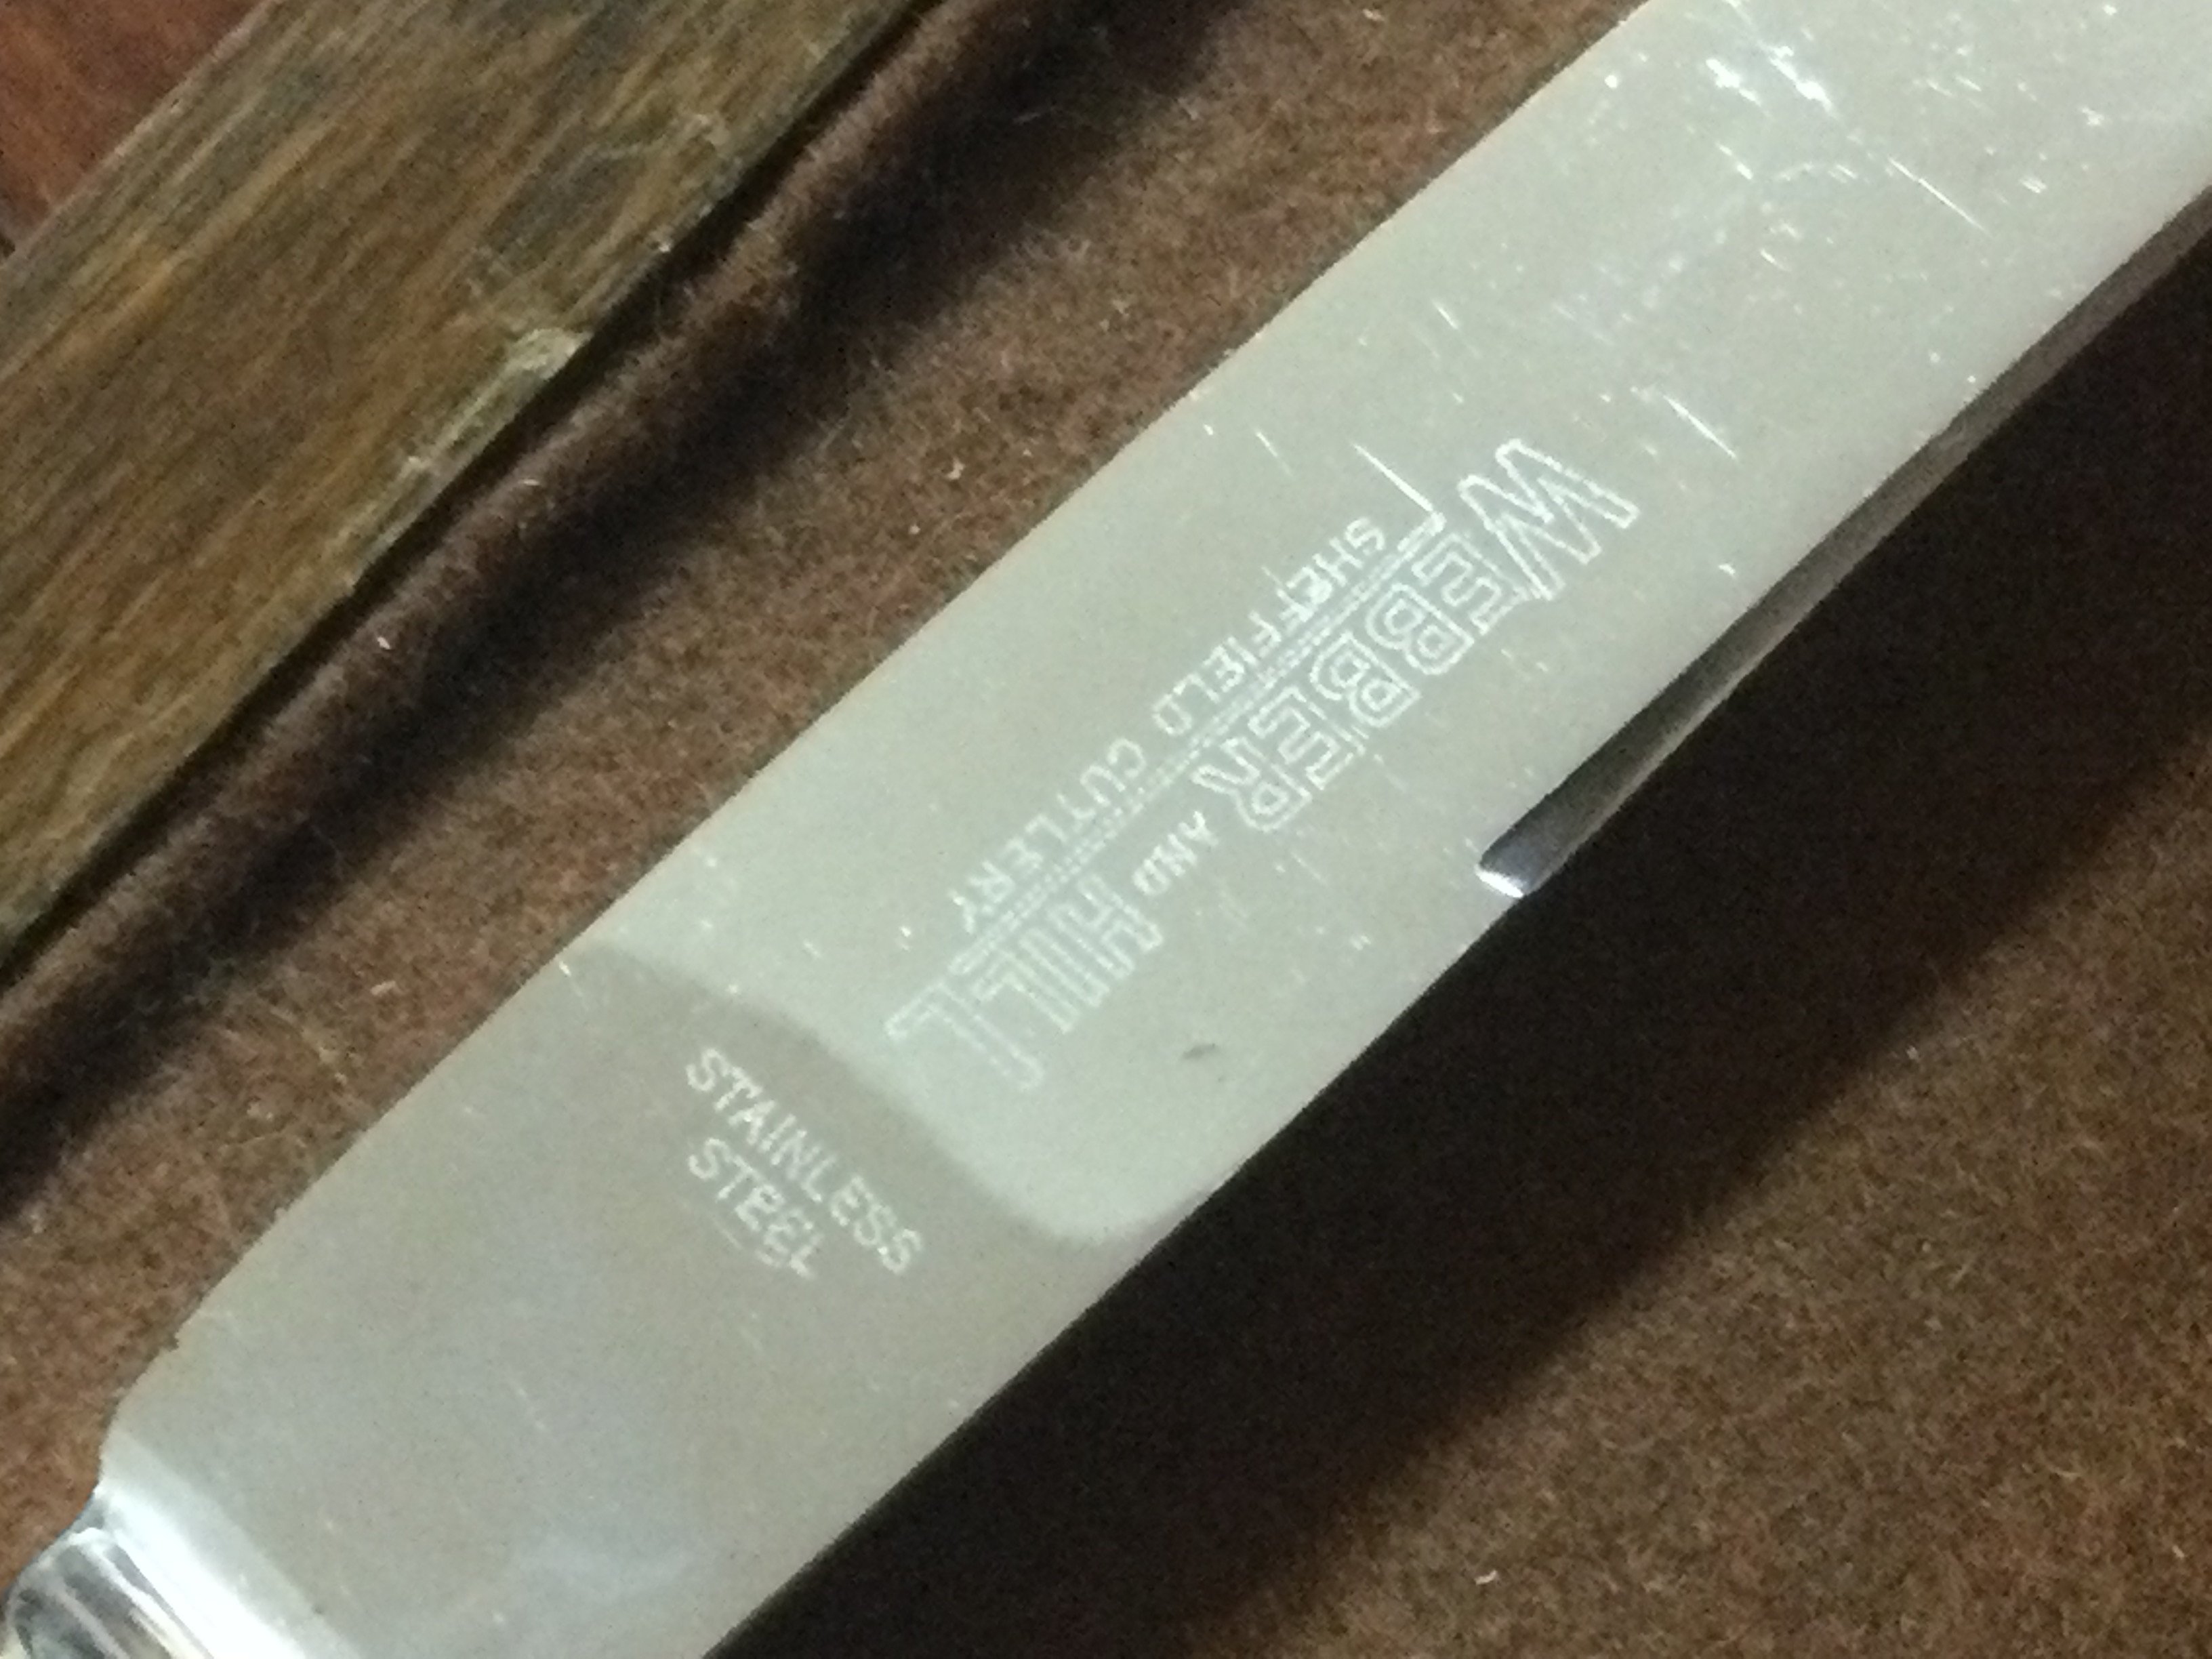 WEBBER AND HILL
SHEFFIELD CUTLERY
STAINLESS
STEEL